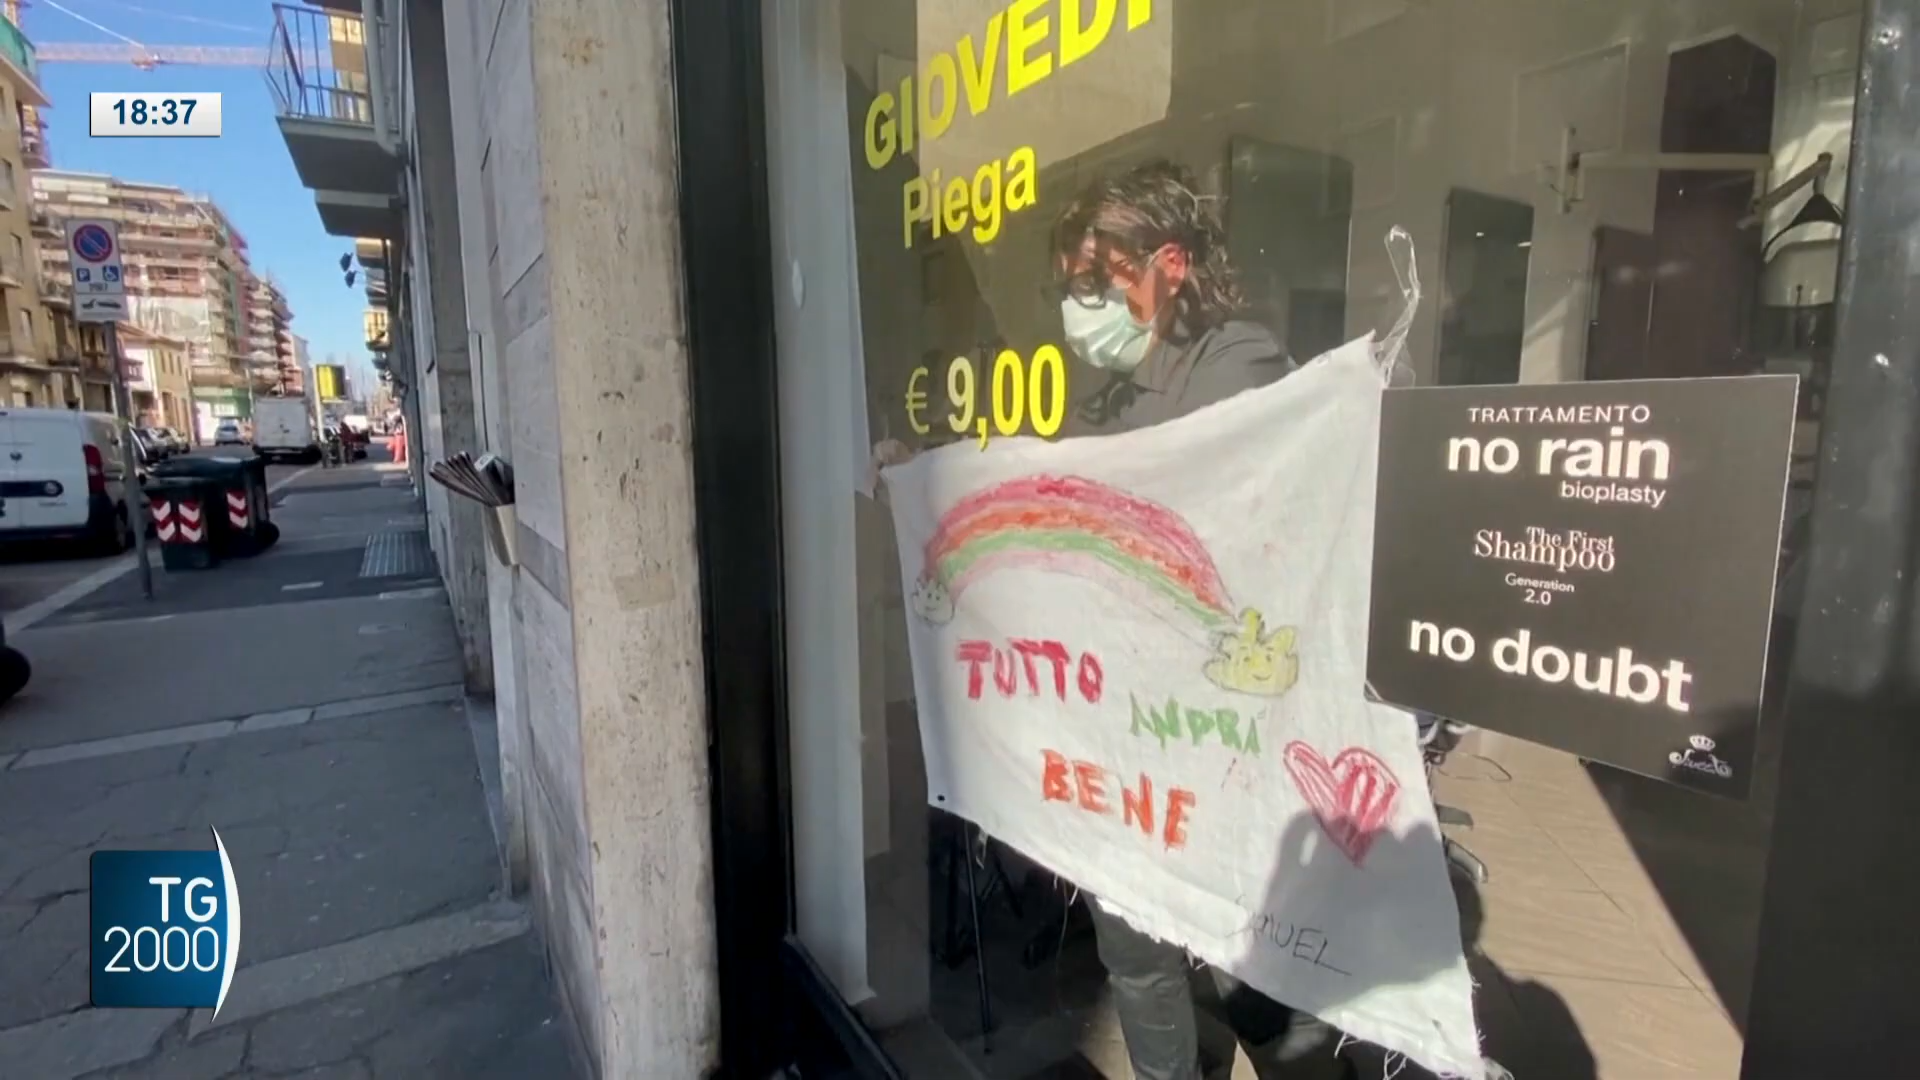 18:37
GIOVEDI
Piega
€ 9,00
TRATTAMENTO
no rain
bioplasty
The First
Shampoo
Generation
2.0
no doubt
TUTTO
ANDRÀ
BENE
SAMUEL
TG
2000